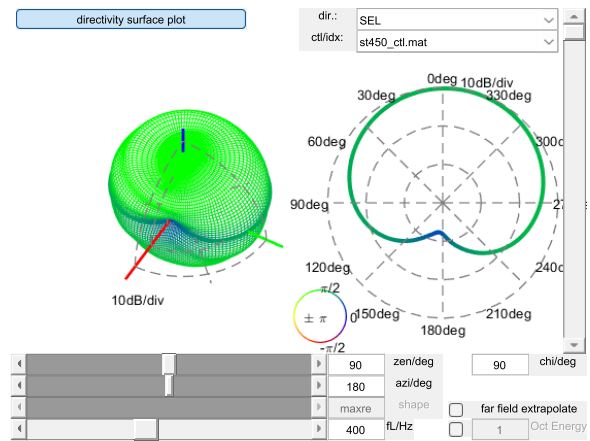 directivity surface plot
dir.:
SEL
ctl/idx:
st450_ctl.mat
0deg 10dB/div
30deg
330deg
60deg
300d
90deg
27
120deg
240d
150deg
210deg
180deg
10dB/div
π/2
± π
0
-π/2
90
zen/deg
90
chi/deg
180
azi/deg
maxre
shape
far field extrapolate
400
fL/Hz
1
Oct Energy